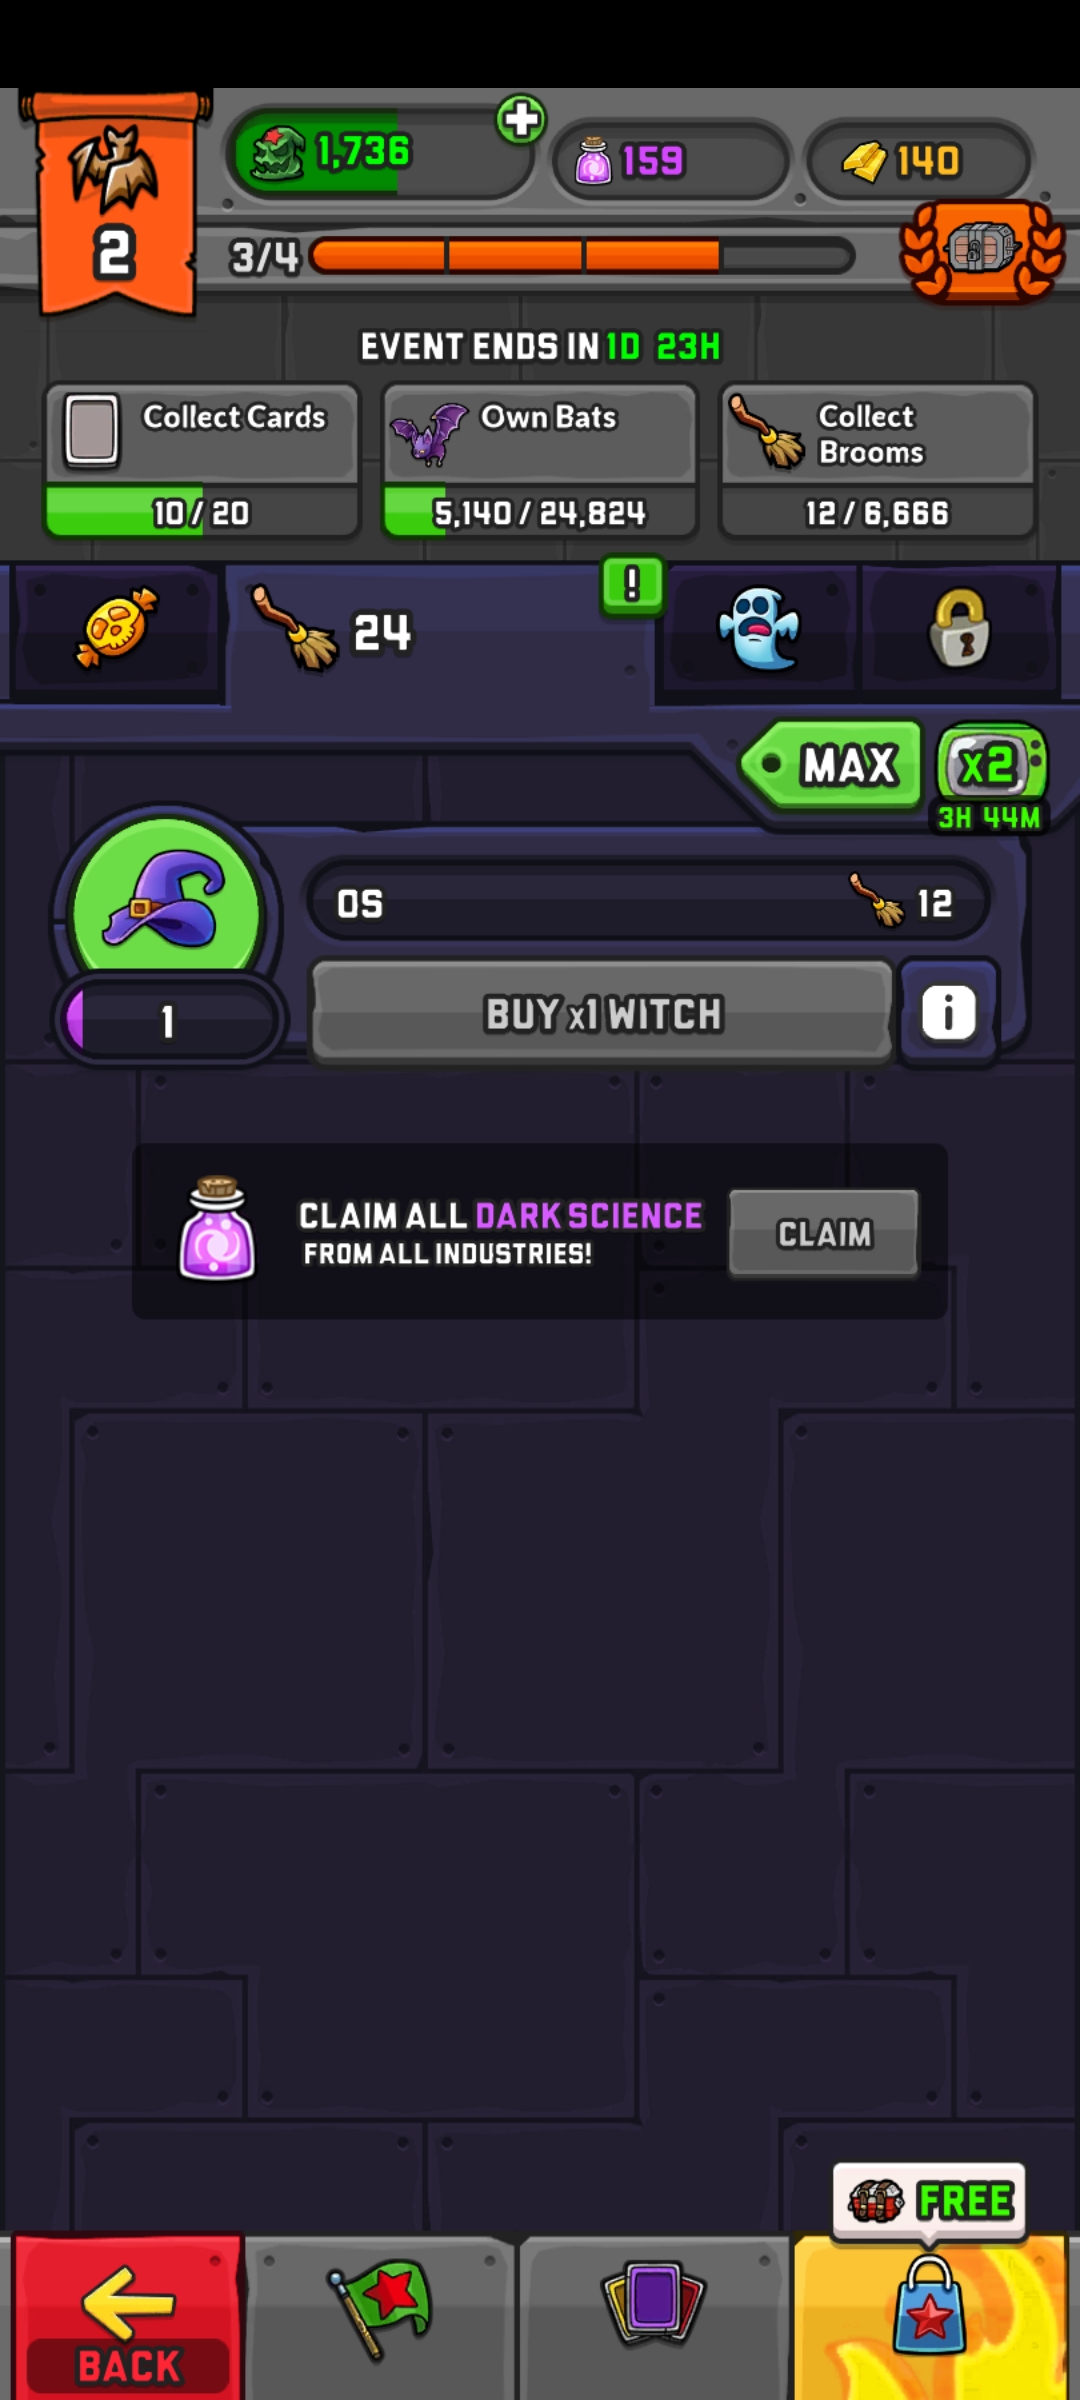 1,736
159
140
2
3/4
EVENT ENDS IN 1D 23H
Collect Cards
10 / 20
Own Bats
5,140 / 24,824
Collect
Brooms
12 / 6,666
24
!
MAX
x2
3H 44M
0S
12
1
BUY x1 WITCH
i
CLAIM ALL DARK SCIENCE
FROM ALL INDUSTRIES!
CLAIM
FREE
BACK